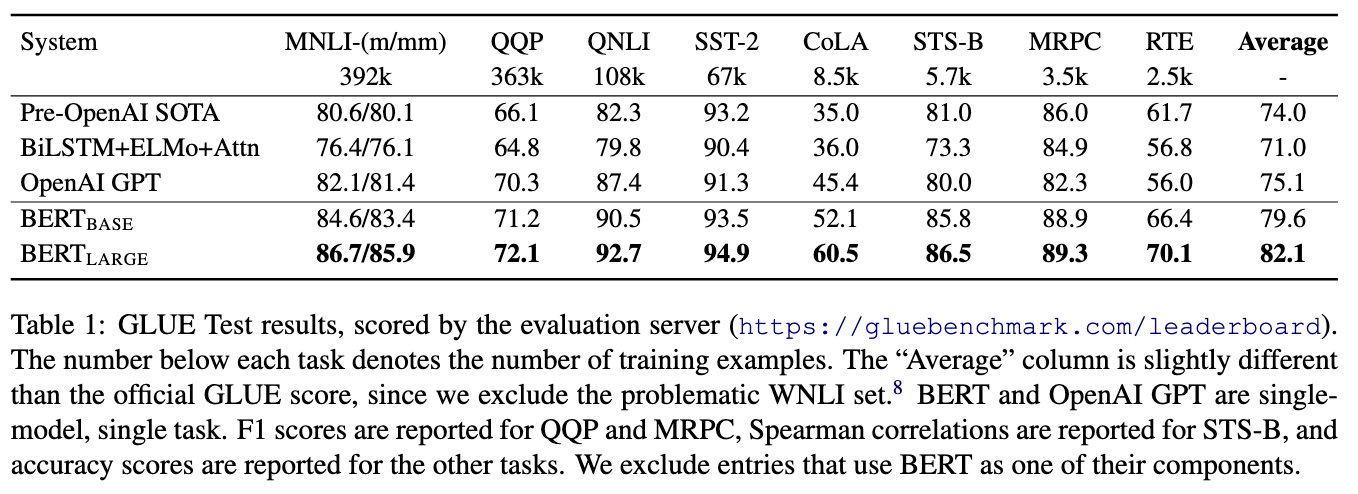 System MNLI-(m/mm) QQP QNLI SST-2 CoLA STS-B MRPC RTE Average
392k 363k 108k 67k 8.5k 5.7k 3.5k 2.5k -
Pre-OpenAI SOTA 80.6/80.1 66.1 82.3 93.2 35.0 81.0 86.0 61.7 74.0
BiLSTM+ELMo+Attn 76.4/76.1 64.8 79.8 90.4 36.0 73.3 84.9 56.8 71.0
OpenAI GPT 82.1/81.4 70.3 87.4 91.3 45.4 80.0 82.3 56.0 75.1
BERTBASE 84.6/83.4 71.2 90.5 93.5 52.1 85.8 88.9 66.4 79.6
BERTLARGE 86.7/85.9 72.1 92.7 94.9 60.5 86.5 89.3 70.1 82.1
Table 1: GLUE Test results, scored by the evaluation server (https://gluebenchmark.com/leaderboard).
The number below each task denotes the number of training examples. The “Average” column is slightly different
than the official GLUE score, since we exclude the problematic WNLI set.8 BERT and OpenAI GPT are single-
model, single task. F1 scores are reported for QQP and MRPC, Spearman correlations are reported for STS-B, and
accuracy scores are reported for the other tasks. We exclude entries that use BERT as one of their components.